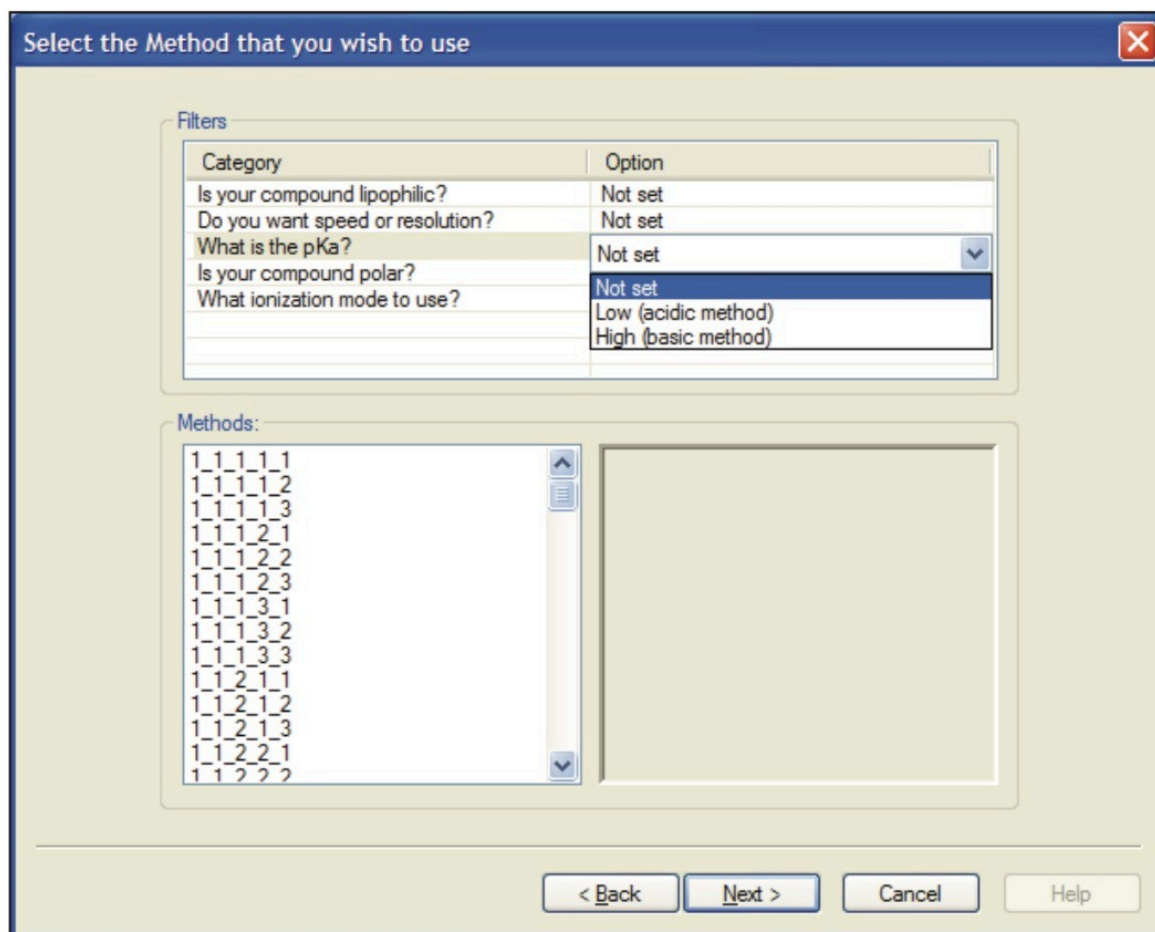 Select the Method that you wish to use
Filters
Category Option
Is your compound lipophilic? Not set
Do you want speed or resolution? Not set
What is the pKa? Not set
Is your compound polar? Not set
What ionization mode to use? Low (acidic method)
High (basic method)
Methods:
1_1_1_1_1
1_1_1_1_2
1_1_1_1_3
1_1_1_2_1
1_1_1_2_2
1_1_1_2_3
1_1_1_3_1
1_1_1_3_2
1_1_1_3_3
1_1_2_1_1
1_1_2_1_2
1_1_2_1_3
1_1_2_2_1
1_1_2_2_2
< Back Next > Cancel Help